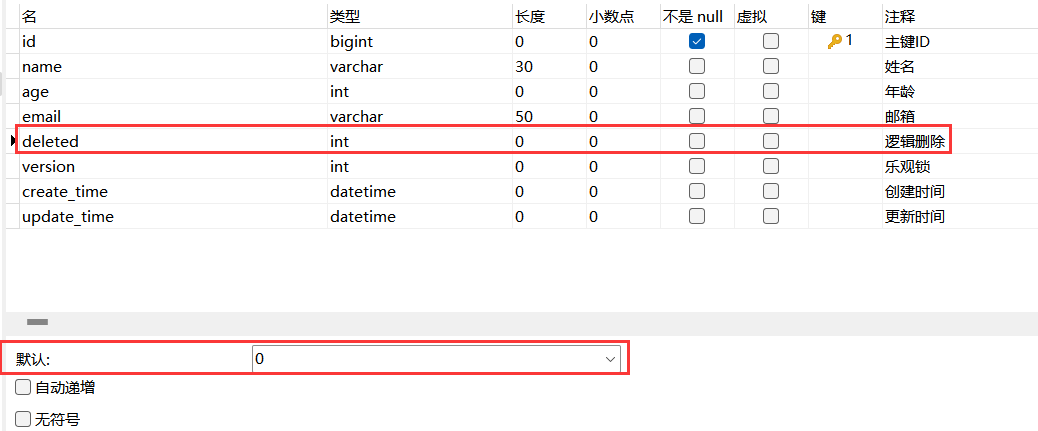 名 类型 长度 小数点 不是 null 虚拟 键 注释
id bigint 0 0 1 主键ID
name varchar 30 0 姓名
age int 0 0 年龄
email varchar 50 0 邮箱
deleted int 0 0 逻辑删除
version int 0 0 乐观锁
create_time datetime 0 0 创建时间
update_time datetime 0 0 更新时间
默认: 0
自动递增
无符号